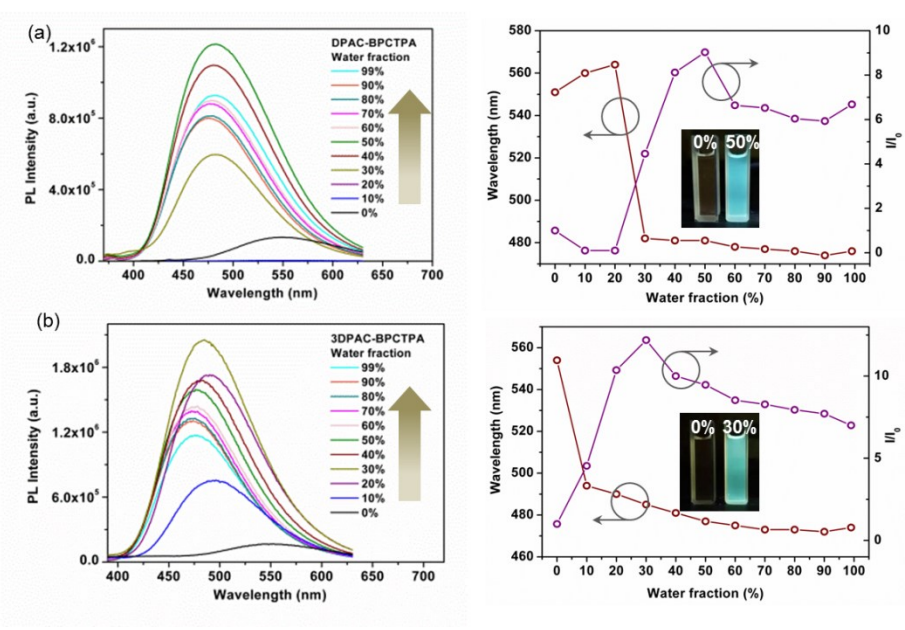 (a)
DPAC-BPCTPA
Water fraction
99%
90%
80%
70%
60%
50%
40%
30%
20%
10%
0%
1.2x10⁶
8.0x10⁵
4.0x10⁵
0.0
PL Intensity (a.u.)
400 450 500 550 600 650 700
Wavelength (nm)
580
560
540
520
500
480
Wavelength (nm)
10
8
6
4
2
0
I/I₀
0% 50%
0 10 20 30 40 50 60 70 80 90 100
Water fraction (%)
(b)
3DPAC-BPCTPA
Water fraction
99%
90%
80%
70%
60%
50%
40%
30%
20%
10%
0%
1.8x10⁶
1.2x10⁶
6.0x10⁵
0.0
PL Intensity (a.u.)
400 450 500 550 600 650 700
Wavelength (nm)
560
540
520
500
480
460
Wavelength (nm)
10
5
0
I/I₀
0% 30%
0 10 20 30 40 50 60 70 80 90 100
Water fraction (%)